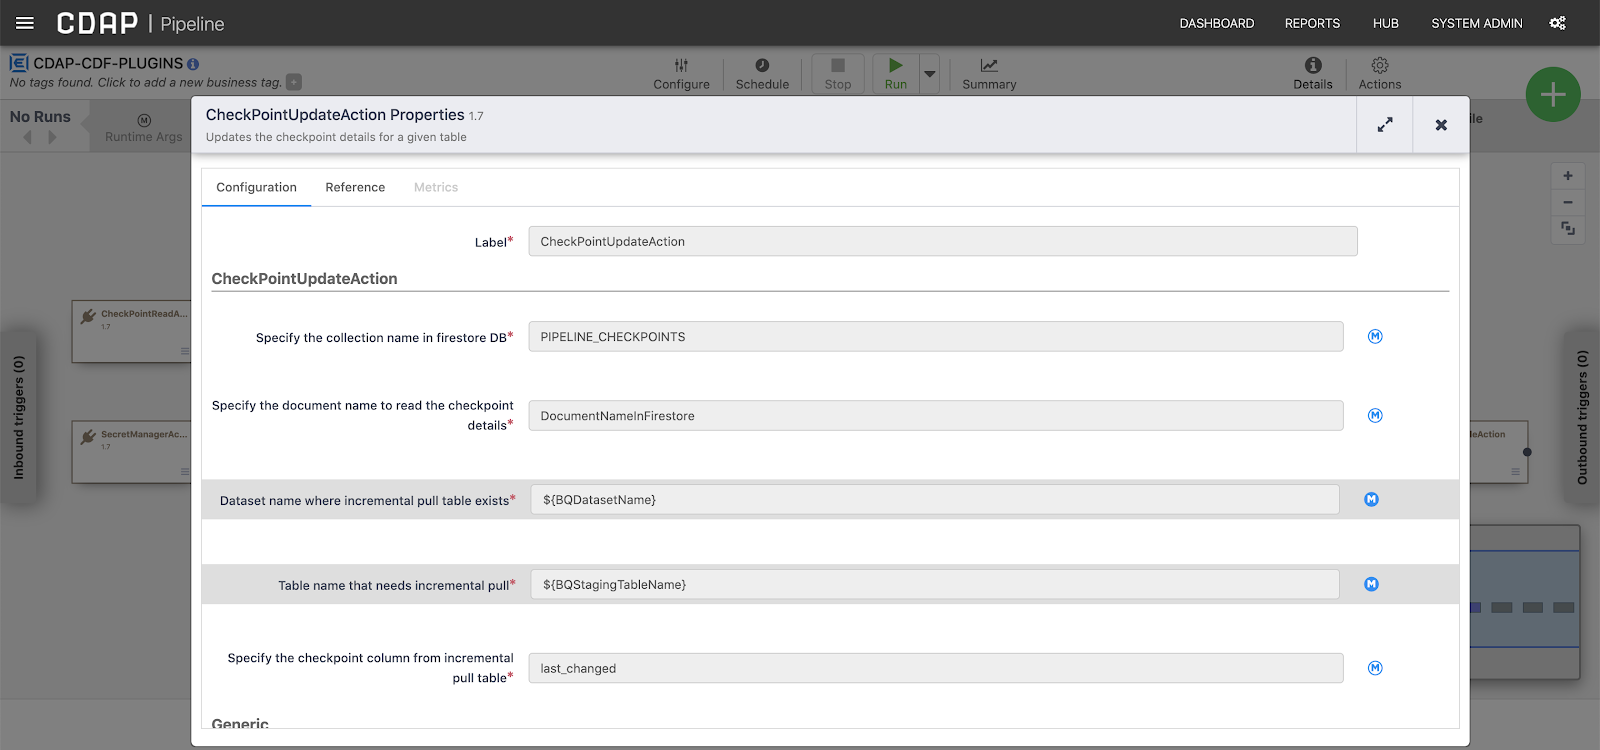 CDAP | Pipeline
DASHBOARD
REPORTS
HUB
SYSTEM ADMIN
CDAP-CDF-PLUGINS
No tags found. Click to add a new business tag.
Configure
Schedule
Stop
Run
Summary
Details
Actions
No Runs
Runtime Args
CheckPointUpdateAction Properties 1.7
Updates the checkpoint details for a given table
Configuration
Reference
Metrics
Label*
CheckPointUpdateAction
CheckPointUpdateAction
Specify the collection name in firestore DB*
PIPELINE_CHECKPOINTS
M
Specify the document name to read the checkpoint
details*
DocumentNameInFirestore
M
Dataset name where incremental pull table exists*
${BQDatasetName}
M
Table name that needs incremental pull*
${BQStagingTableName}
M
Specify the checkpoint column from incremental
pull table*
last_changed
M
Generic
Inbound triggers (0)
CheckPointReadA...
1.7
SecretManagerAc...
1.7
Outbound triggers (0)